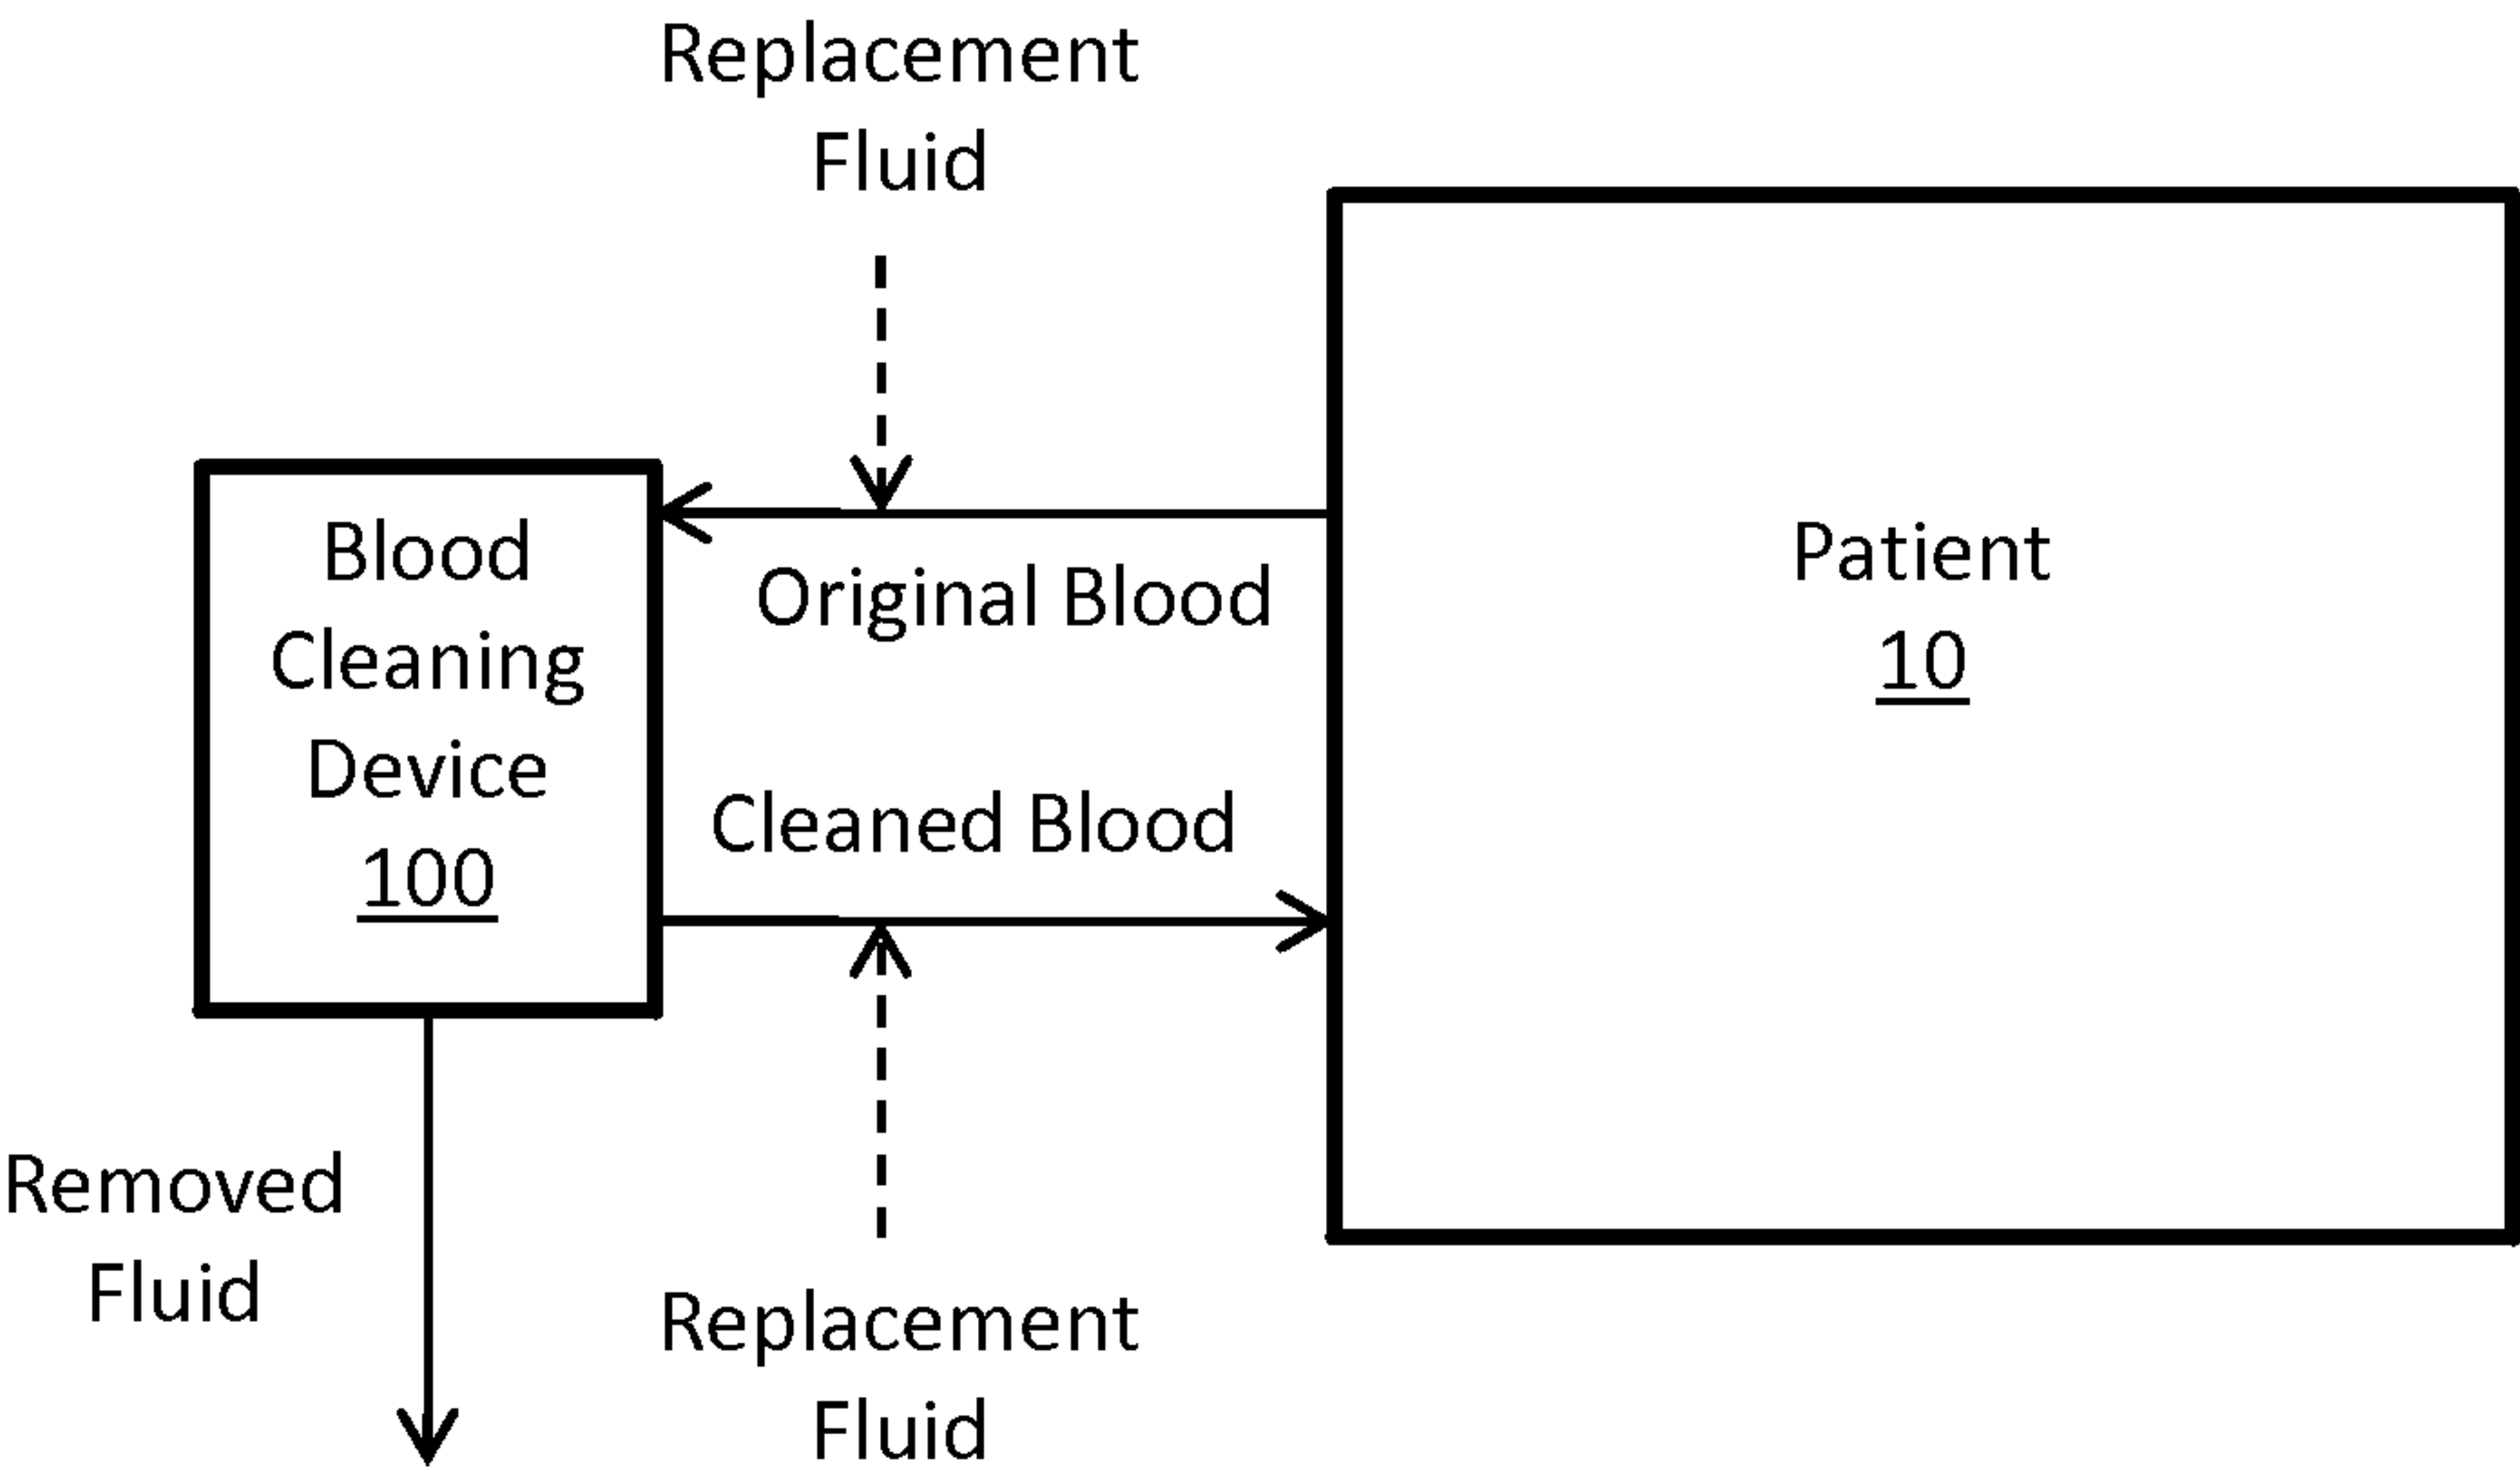 Replacement
Fluid
Blood
Cleaning
Device
100
Original Blood
Cleaned Blood
Patient
10
Removed
Fluid
Replacement
Fluid